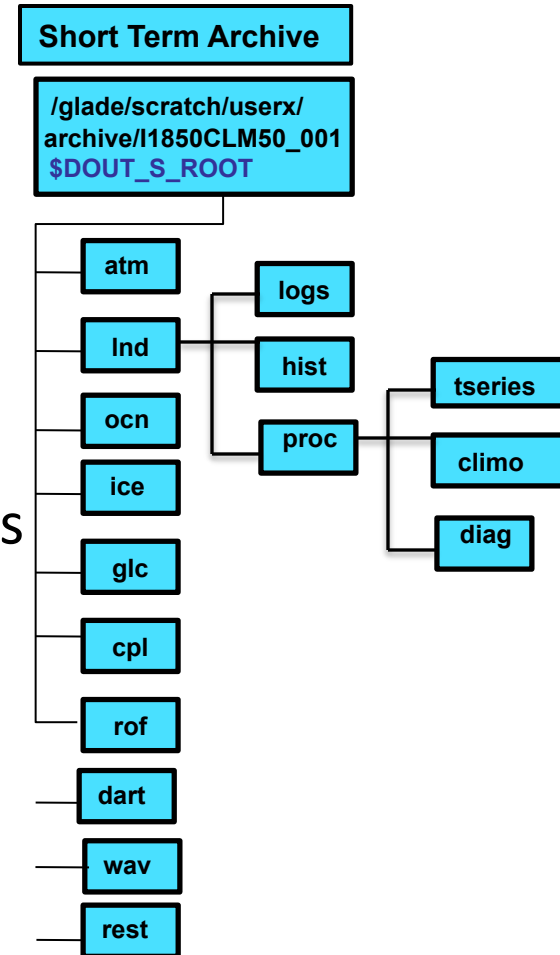 Short Term Archive
/glade/scratch/userx/
archive/I1850CLM50_001
$DOUT_S_ROOT
atm
lnd
ocn
ice
glc
cpl
rof
dart
wav
rest
logs
hist
proc
tseries
climo
diag
s